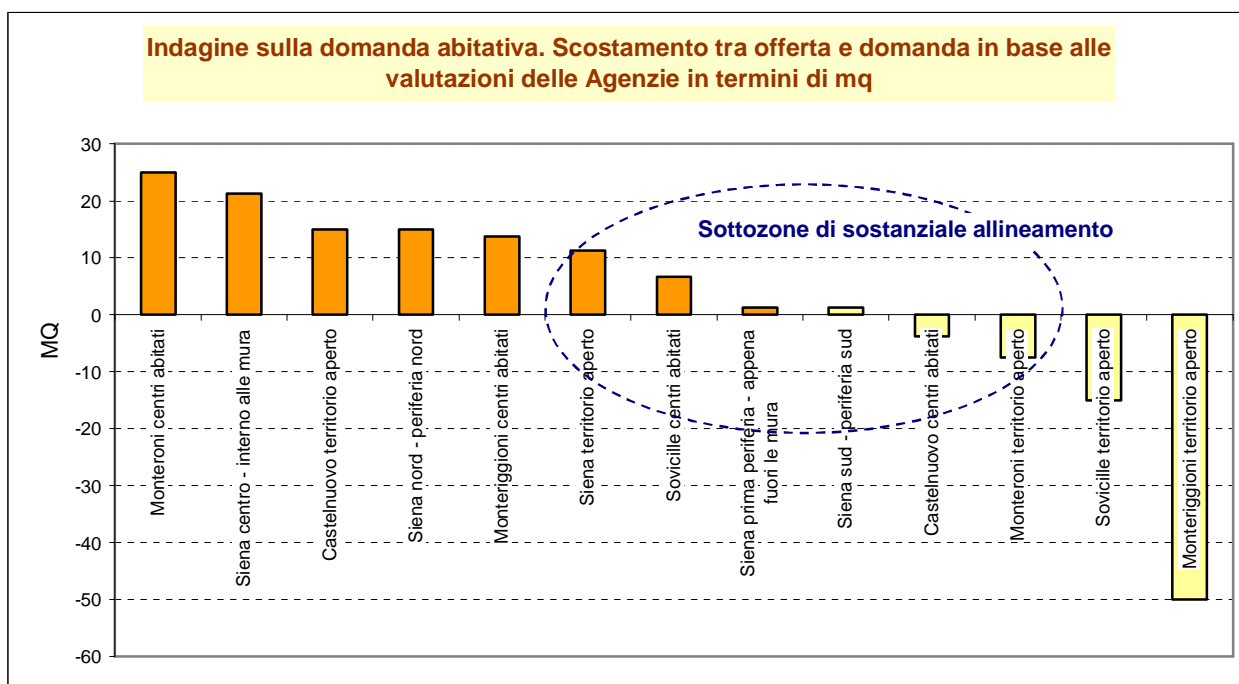 Indagine sulla domanda abitativa. Scostamento tra offerta e domanda in base alle
valutazioni delle Agenzie in termini di mq
MQ
30
20
10
0
-10
-20
-30
-40
-50
-60
Sottozone di sostanziale allineamento
Monteroni centri abitati
Siena centro - interno alle mura
Castelnuovo territorio aperto
Siena nord - periferia nord
Monteriggioni centri abitati
Siena territorio aperto
Sovicille centri abitati
Siena prima periferia - appena
fuori le mura
Siena sud - periferia sud
Castelnuovo centri abitati
Monteroni territorio aperto
Sovicille territorio aperto
Monteriggioni territorio aperto